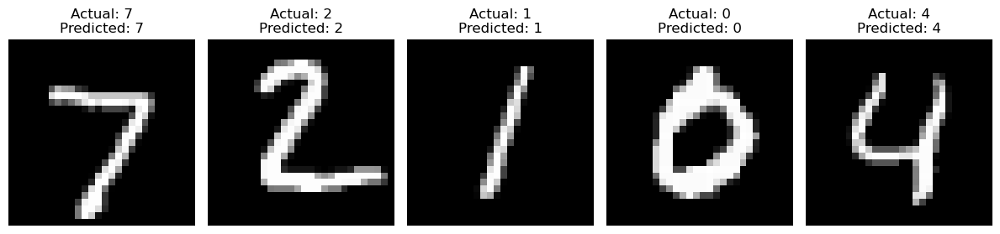 Actual: 7
Predicted: 7
Actual: 2
Predicted: 2
Actual: 1
Predicted: 1
Actual: 0
Predicted: 0
Actual: 4
Predicted: 4
7
2
1
0
4